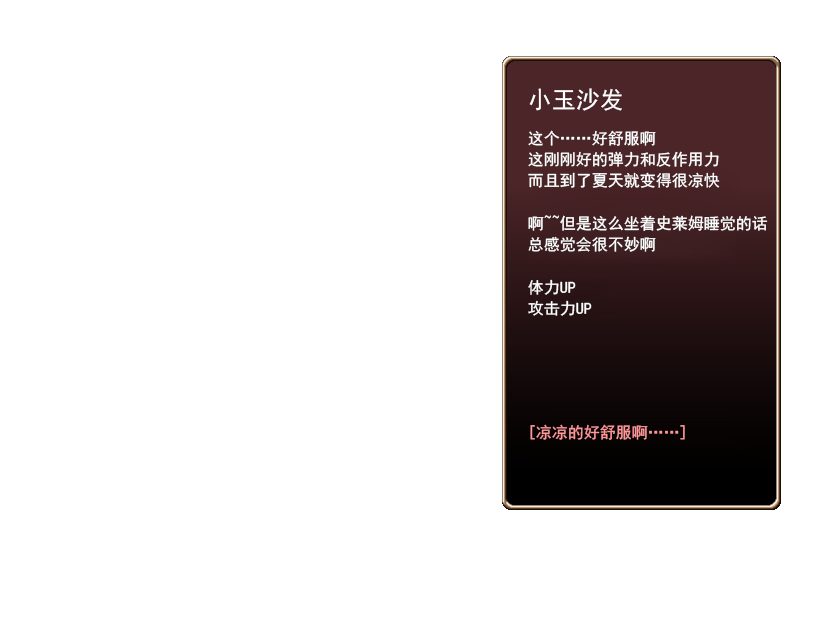 小玉沙发
这个……好舒服啊
这刚刚好的弹力和反作用力
而且到了夏天就变得很凉快
啊~~但是这么坐着史莱姆睡觉的话
总感觉会很不妙啊
体力UP
攻击力UP
[凉凉的好舒服啊……]